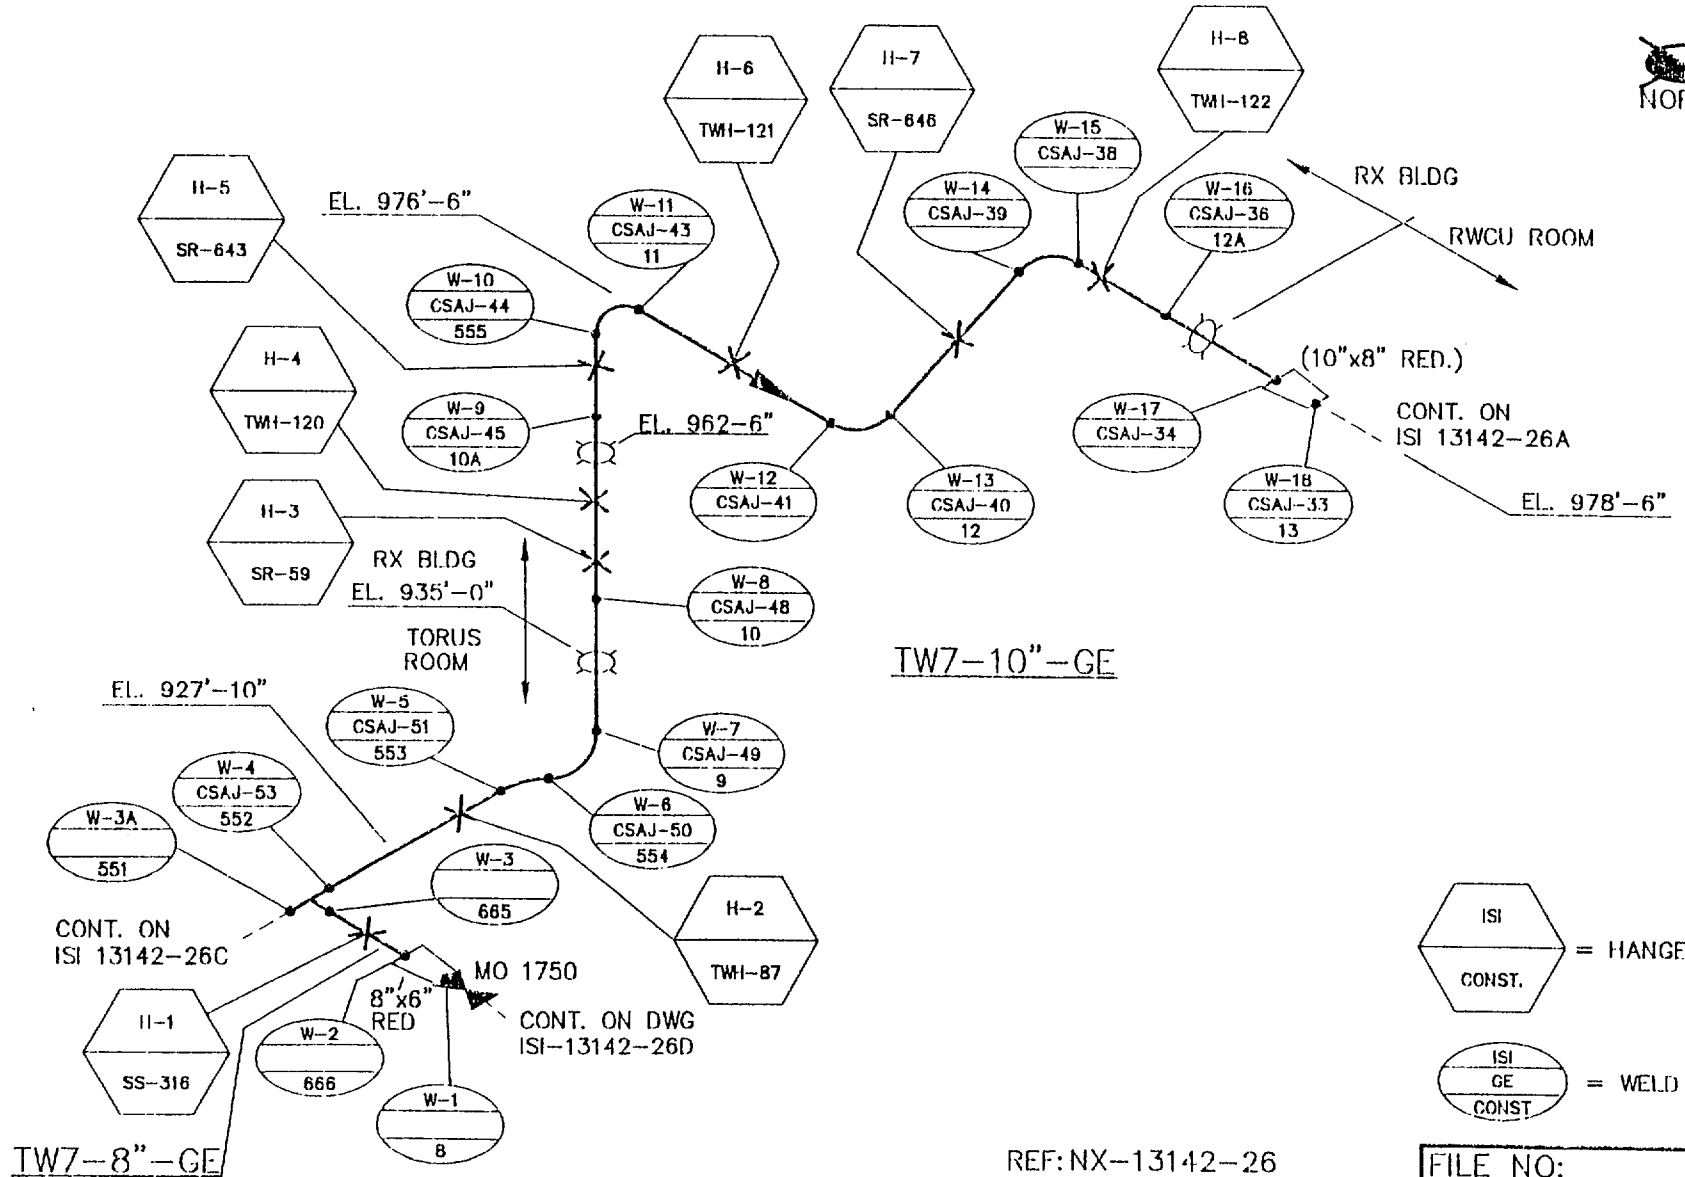 H-8
TWH-122
H-7
SR-646
H-6
TWH-121
W-15
CSAJ-38
H-5
SR-643
EL. 976'-6"
W-11
CSAJ-43
11
W-14
CSAJ-39
W-16
CSAJ-36
12A
RX BLDG
RWCU ROOM
W-10
CSAJ-44
555
H-4
TWH-120
(10"x8" RED.)
W-9
CSAJ-45
10A
EL. 962-6"
W-17
CSAJ-34
CONT. ON
ISI 13142-26A
W-12
CSAJ-41
W-13
CSAJ-40
12
W-18
CSAJ-33
13
EL. 978'-6"
H-3
SR-59
RX BLDG
EL. 935'-0"
TORUS
ROOM
W-8
CSAJ-48
10
TW7-10"-GE
EL. 927'-10"
W-5
CSAJ-51
553
W-7
CSAJ-49
9
W-4
CSAJ-53
552
W-6
CSAJ-50
554
W-3A
551
W-3
665
CONT. ON
ISI 13142-26C
H-2
TWH-87
MO 1750
8"x6"
RED
CONT. ON DWG
ISI-13142-26D
H-1
SS-316
W-2
666
W-1
8
TW7-8"-GE
ISI
CONST.
= HANGE
ISI
GE
CONST
= WELD
REF: NX-13142-26
FILE NO: